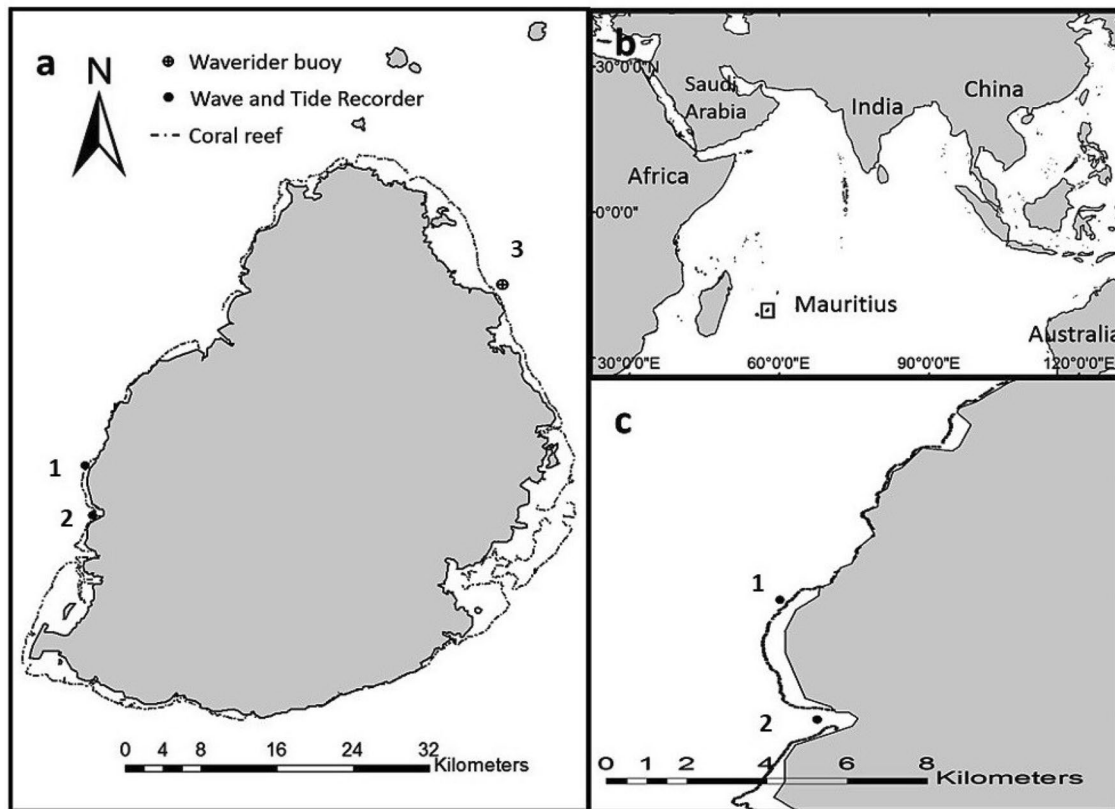 a
N
Waverider buoy
Wave and Tide Recorder
Coral reef
3
1
2
0 4 8 16 24 32
Kilometers
b
30°0'0"N
Saudi
Arabia
India
China
Africa
0°0'0"
Mauritius
Australia
30°0'0"E 60°0'0"E 90°0'0"E 120°0'0"E
c
1
2
0 1 2 4 6 8
Kilometers